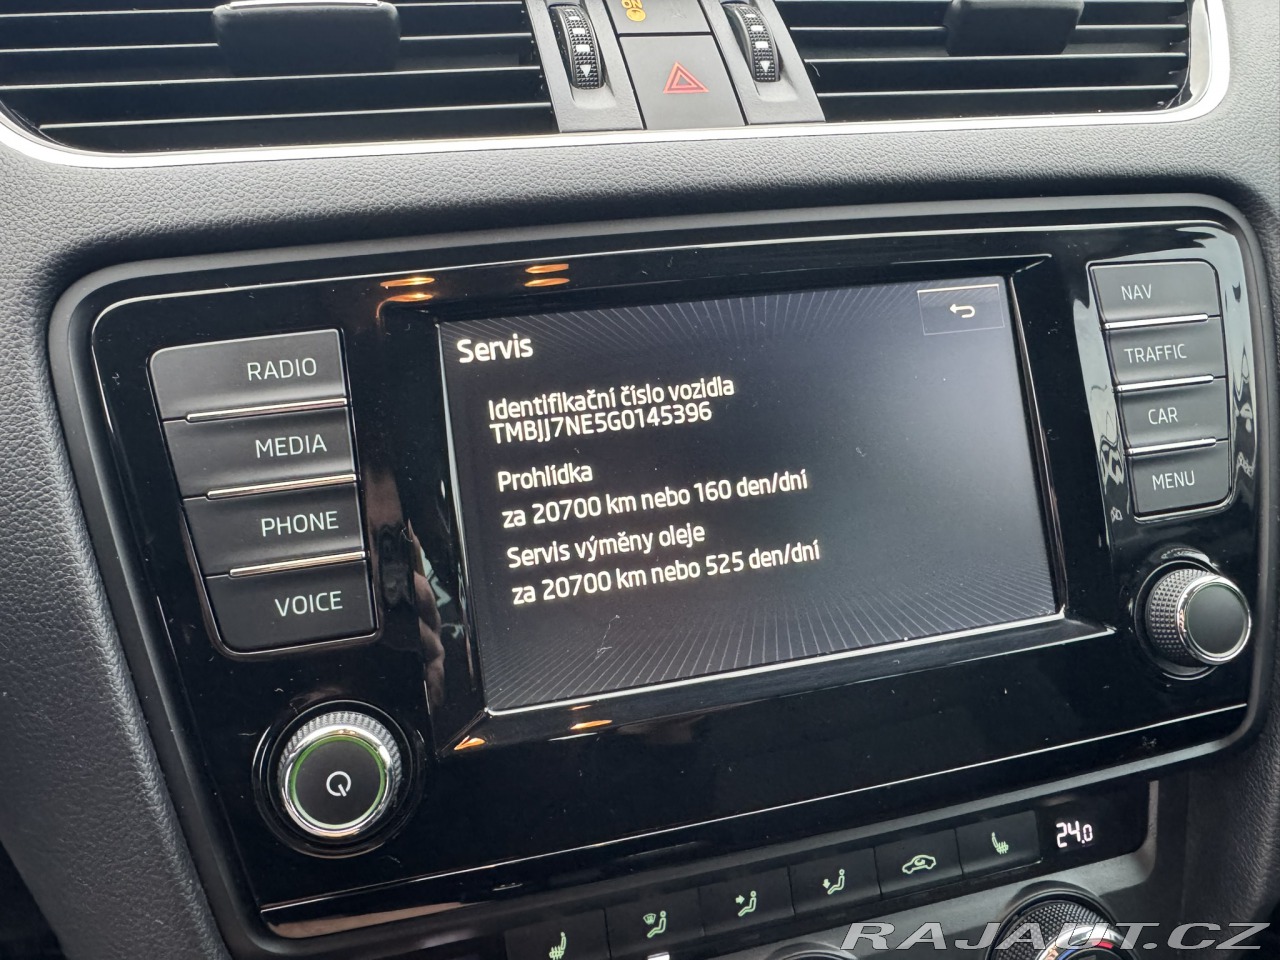 ON
Servis
Identifikační číslo vozidla
TMBJJ7NE5G0145396
Prohlídka
za 20700 km nebo 160 den/dní
Servis výměny oleje
za 20700 km nebo 525 den/dní
RADIO
MEDIA
PHONE
VOICE
NAV
TRAFFIC
CAR
MENU
24.0
RAJAUT.CZ